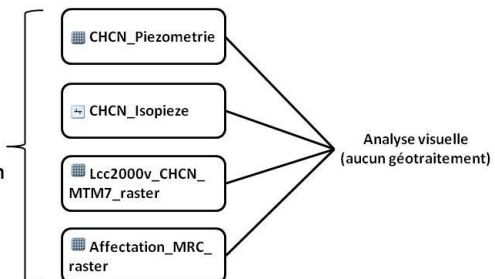 CHCN_Piezometrie
CHCN_Isopieze
Lcc2000v_CHCN_
MTM7_raster
Affectation_MRC_
raster
Analyse visuelle
(aucun géotraitement)